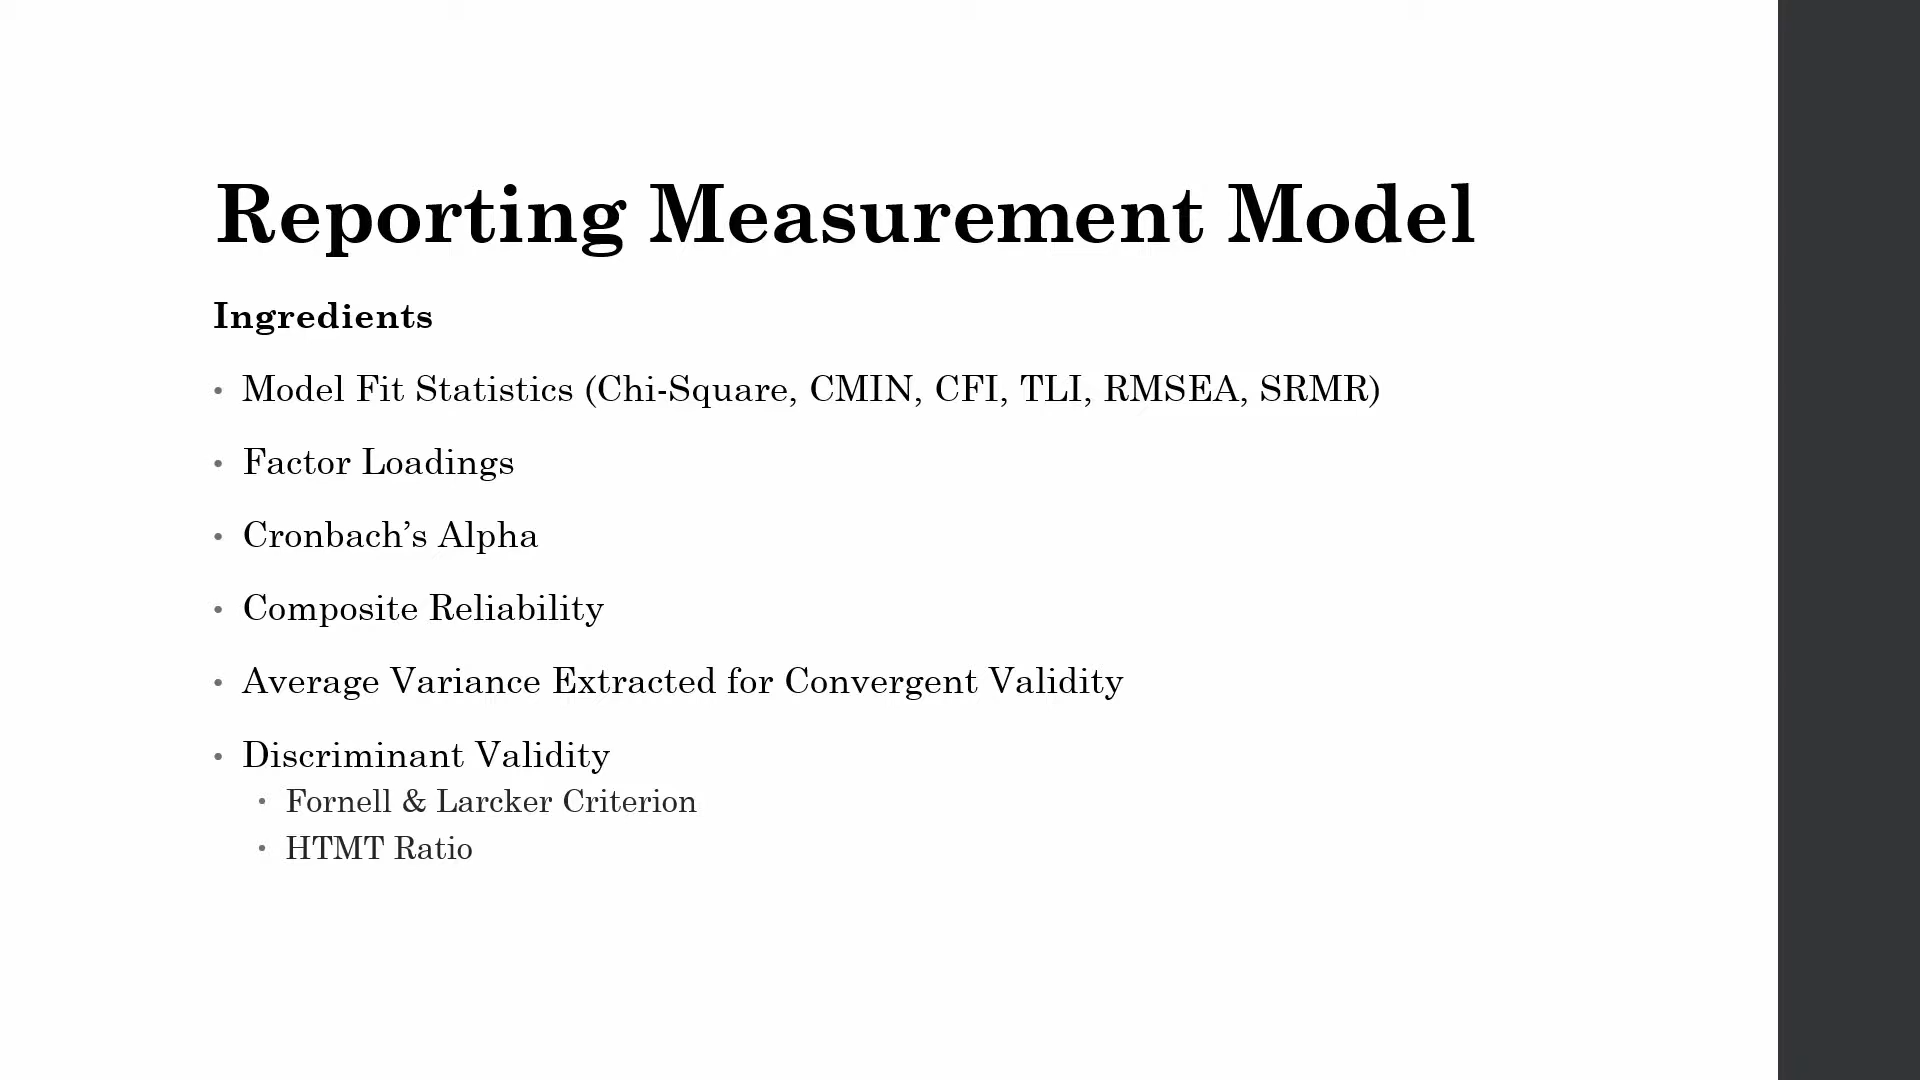 Reporting Measurement Model
Ingredients
• Model Fit Statistics (Chi-Square, CMIN, CFI, TLI, RMSEA, SRMR)
• Factor Loadings
• Cronbach’s Alpha
• Composite Reliability
• Average Variance Extracted for Convergent Validity
• Discriminant Validity
• Fornell & Larcker Criterion
• HTMT Ratio